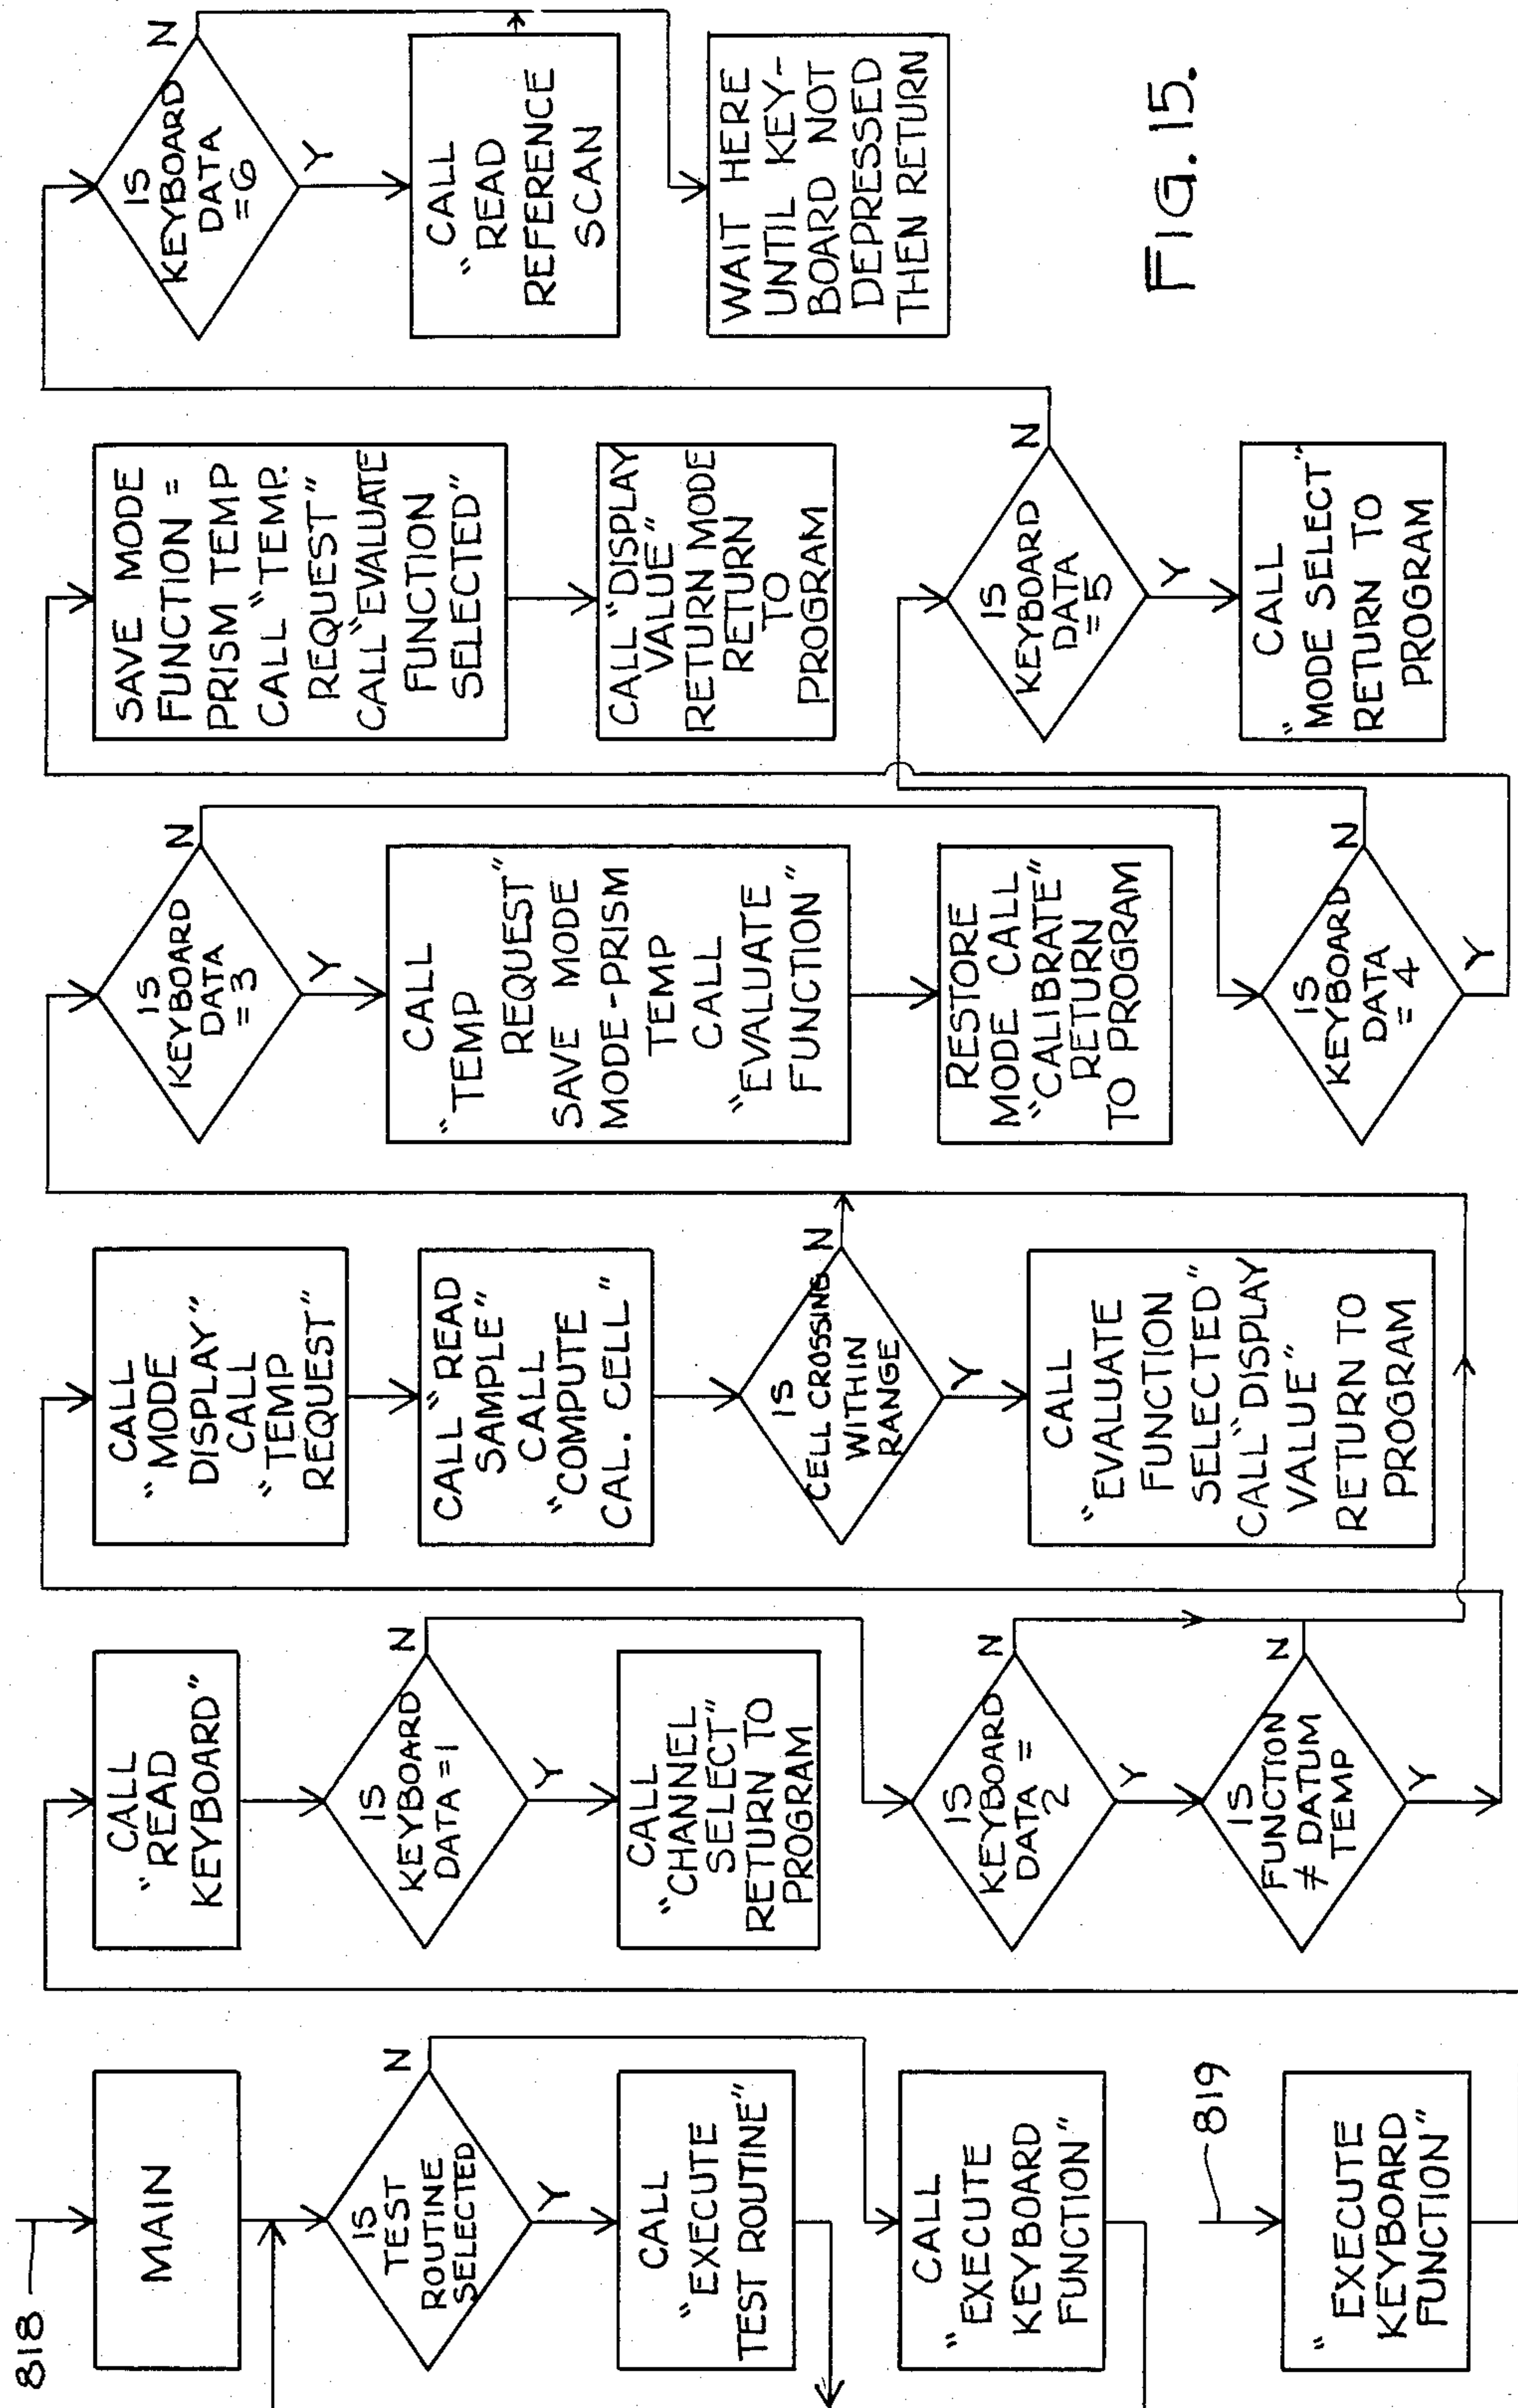 818
MAIN
IS
TEST
ROUTINE
SELECTED
N
Y
CALL
"EXECUTE
TEST ROUTINE"
CALL
"EXECUTE
KEYBOARD
FUNCTION"
819
"EXECUTE
KEYBOARD
FUNCTION"
CALL
"READ
KEYBOARD"
IS
KEYBOARD
DATA =1
N
Y
CALL
"CHANNEL
SELECT"
RETURN TO
PROGRAM
IS
KEYBOARD
DATA =
2
N
Y
IS
FUNCTION
≠ DATUM
TEMP
N
Y
CALL
"MODE
DISPLAY"
CALL
"TEMP
REQUEST"
CALL "READ
SAMPLE"
CALL
"COMPUTE
CAL. CELL"
IS
CELL CROSSING
WITHIN
RANGE
N
Y
CALL
"EVALUATE
FUNCTION
SELECTED"
CALL "DISPLAY
VALUE"
RETURN TO
PROGRAM
IS
KEYBOARD
DATA
=3
N
Y
CALL
"TEMP
REQUEST"
SAVE MODE
MODE-PRISM
TEMP
CALL
"EVALUATE
FUNCTION"
RESTORE
MODE CALL
"CALIBRATE"
RETURN
TO PROGRAM
IS
KEYBOARD
DATA
=4
N
Y
SAVE MODE
FUNCTION =
PRISM TEMP
CALL "TEMP.
REQUEST"
CALL "EVALUATE
FUNCTION
SELECTED"
CALL "DISPLAY
VALUE"
RETURN MODE
RETURN
TO
PROGRAM
IS
KEYBOARD
DATA
=5
N
Y
CALL
"MODE SELECT"
RETURN TO
PROGRAM
IS
KEYBOARD
DATA
=6
N
Y
CALL
"READ
REFERENCE
SCAN
WAIT HERE
UNTIL KEY-
BOARD NOT
DEPRESSED
THEN RETURN
FIG. 15.